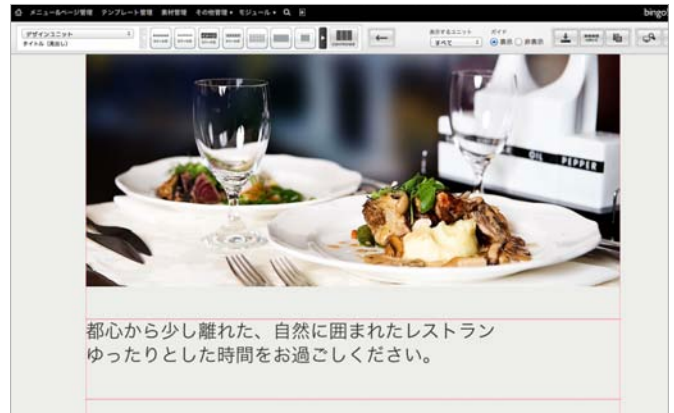 メニュー&ページ管理 テンプレート管理 素材管理 その他管理 モジュール bingo!
デザインユニット
タイトル(見出し)
表示するユニット
すべて
ガイド
表示 非表示
OIL PEPPER
都心から少し離れた、自然に囲まれたレストラン
ゆったりとした時間をお過ごしください。